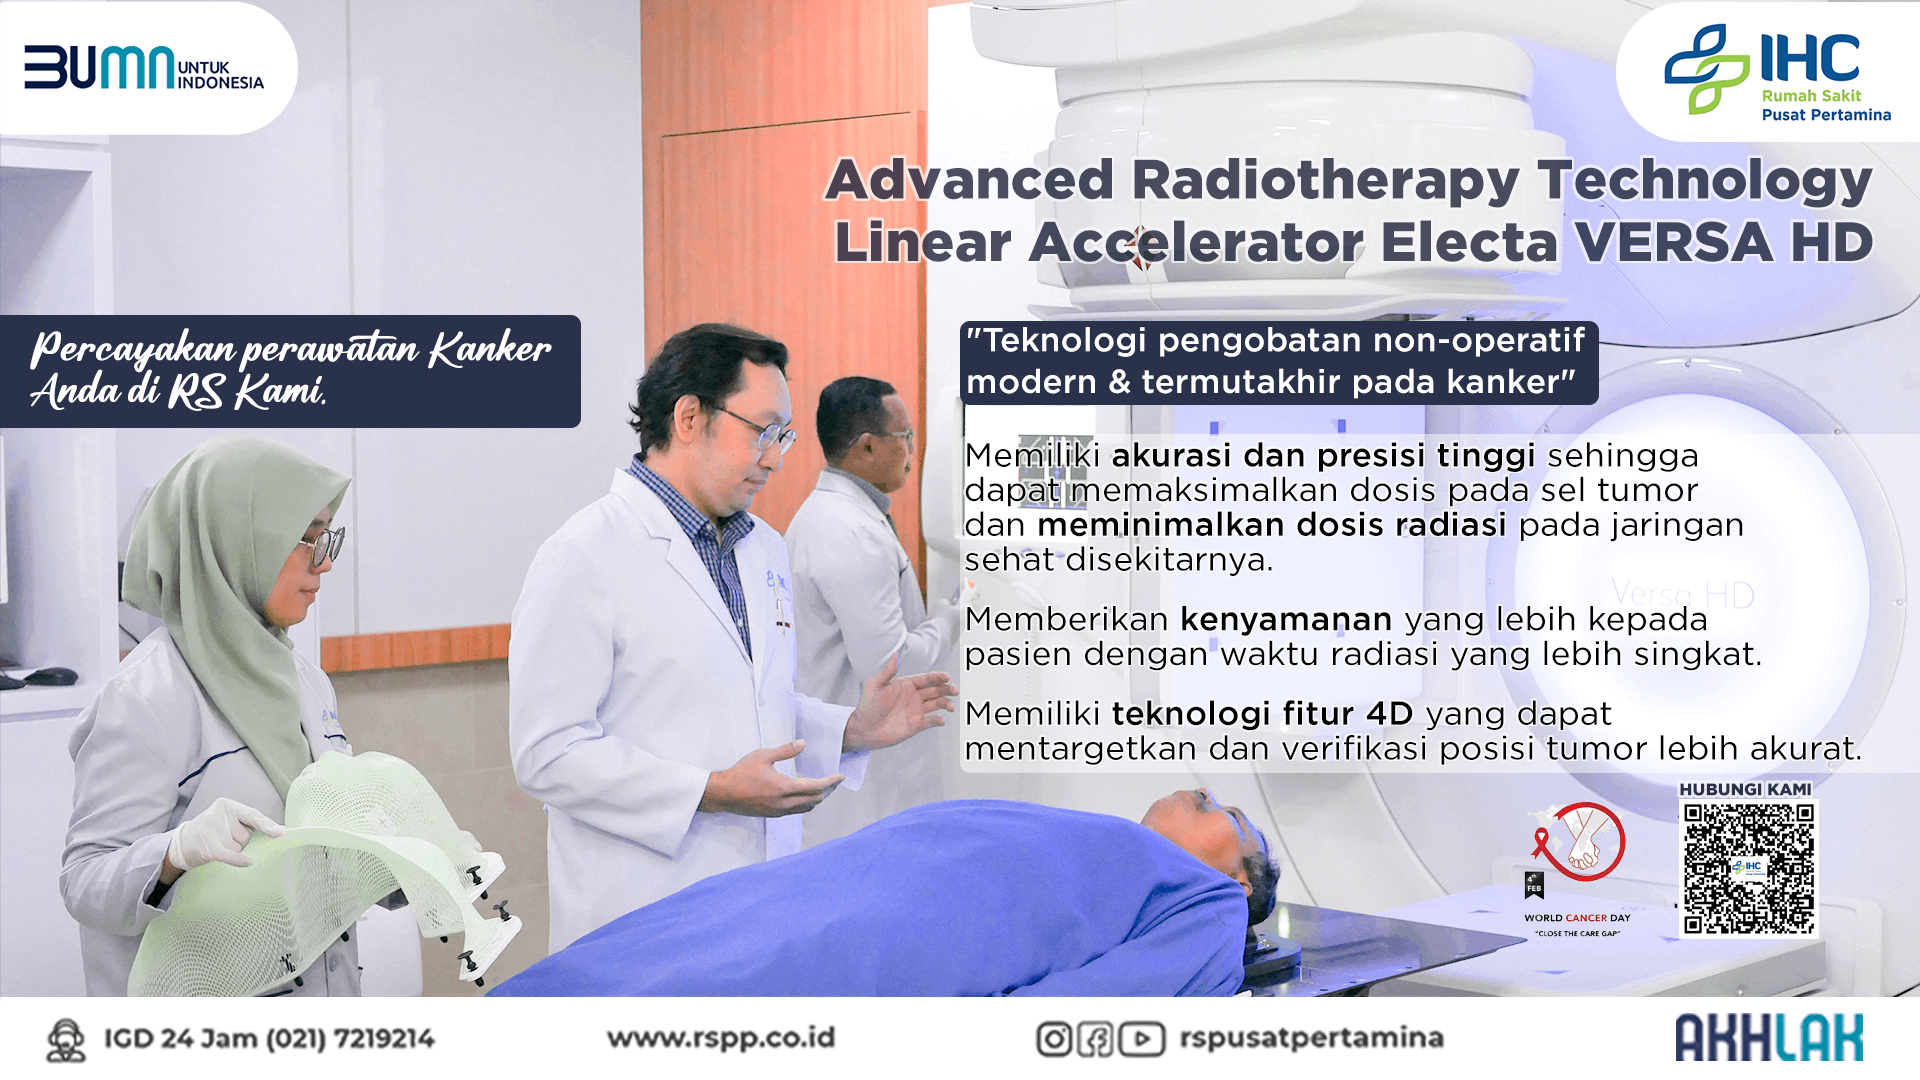 BUMN UNTUK
INDONESIA
IHC
Rumah Sakit
Pusat Pertamina
Advanced Radiotherapy Technology
Linear Accelerator Electa VERSA HD
Percayakan perawatan Kanker
Anda di RS Kami.
"Teknologi pengobatan non-operatif
modern & termutakhir pada kanker"
Memiliki akurasi dan presisi tinggi sehingga
dapat memaksimalkan dosis pada sel tumor
dan meminimalkan dosis radiasi pada jaringan
sehat disekitarnya.
Versa HD
Memberikan kenyamanan yang lebih kepada
pasien dengan waktu radiasi yang lebih singkat.
Memiliki teknologi fitur 4D yang dapat
mentargetkan dan verifikasi posisi tumor lebih akurat.
HUBUNGI KAMI
IHC
4th
FEB
WORLD CANCER DAY
"CLOSE THE CARE GAP"
IGD 24 Jam (021) 7219214
www.rspp.co.id
rspusatpertamina
AKHLAK